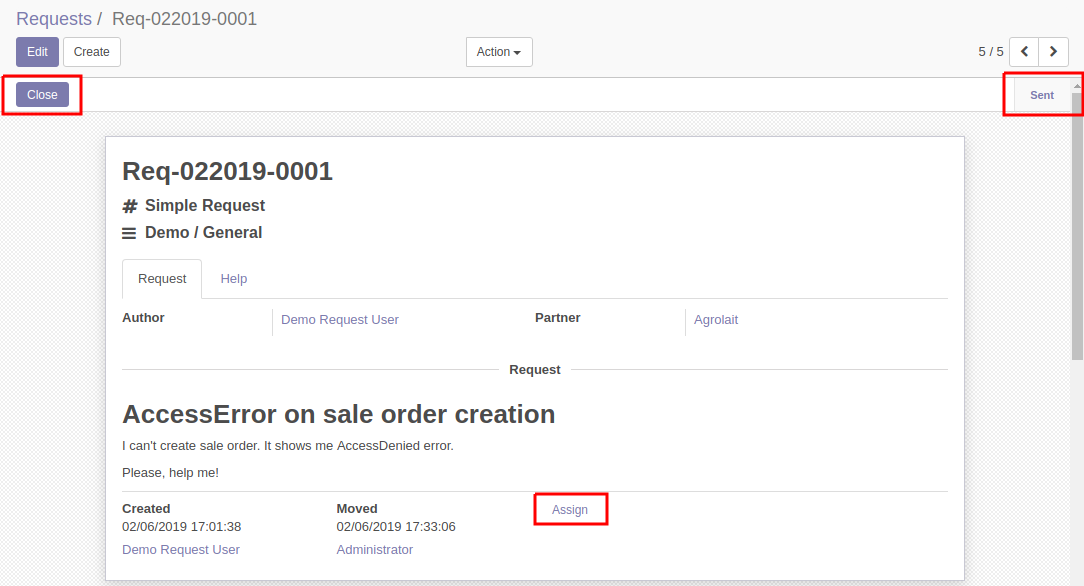 Requests / Req-022019-0001
Edit Create Action 5 / 5
Close Sent
Req-022019-0001
# Simple Request
Demo / General
Request Help
Author Demo Request User Partner Agrolait
Request
AccessError on sale order creation
I can't create sale order. It shows me AccessDenied error.
Please, help me!
Created Moved Assign
02/06/2019 17:01:38 02/06/2019 17:33:06
Demo Request User Administrator